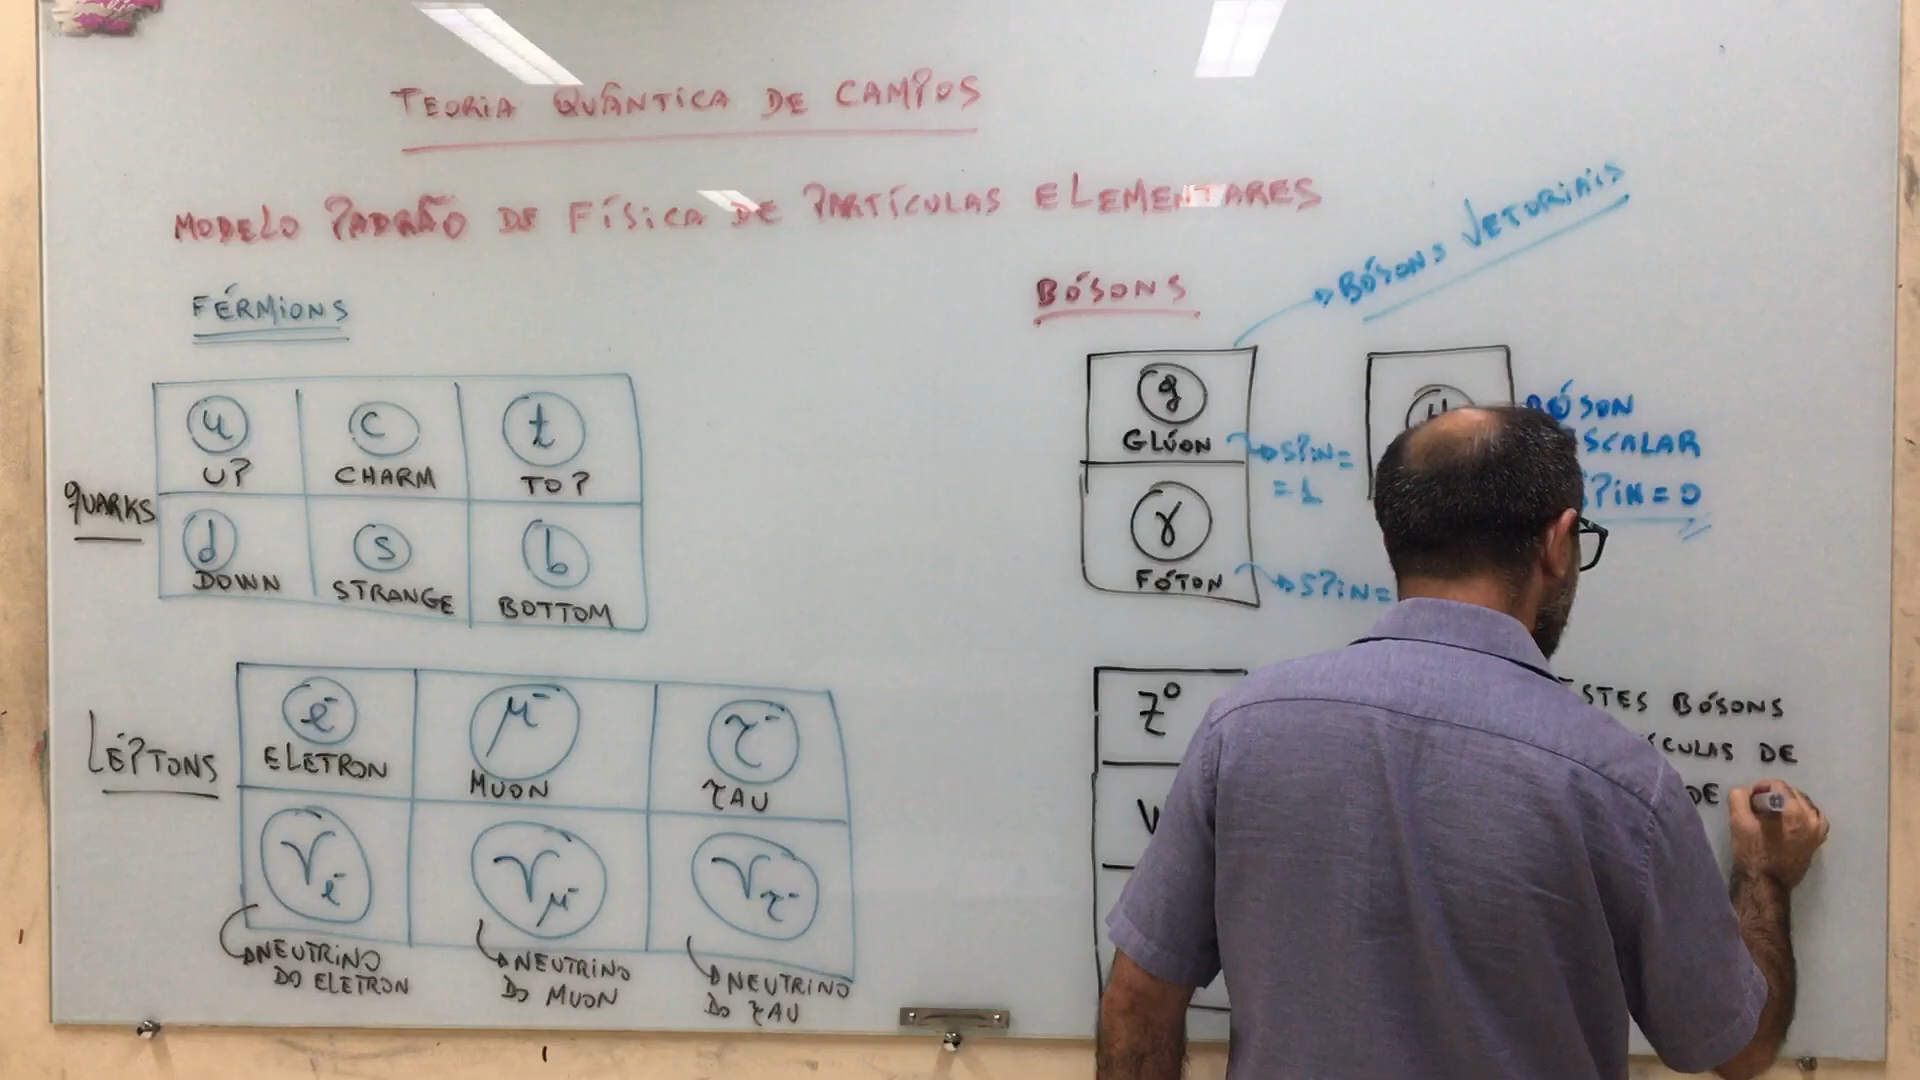 TEORIA QUÂNTICA DE CAMPOS
MODELO PADRÃO DE FÍSICA DE PARTÍCULAS ELEMENTARES
FÉRMIONS
QUARKS
u
UP
c
CHARM
t
TOP
d
DOWN
s
STRANGE
b
BOTTOM
LÉPTONS
e⁻
ELETRON
μ⁻
MUON
τ⁻
TAU
νe⁻
νμ⁻
ντ⁻
NEUTRINO
DO ELETRON
NEUTRINO
DO MUON
NEUTRINO
DO TAU
BÓSONS
BÓSONS VETORIAIS
g
GLÚON
SPIN=
=1
γ
FÓTON
SPIN=
BÓSON
SCALAR
SPIN=0
Z⁰
STES BÓSONS
CULAS DE
DE